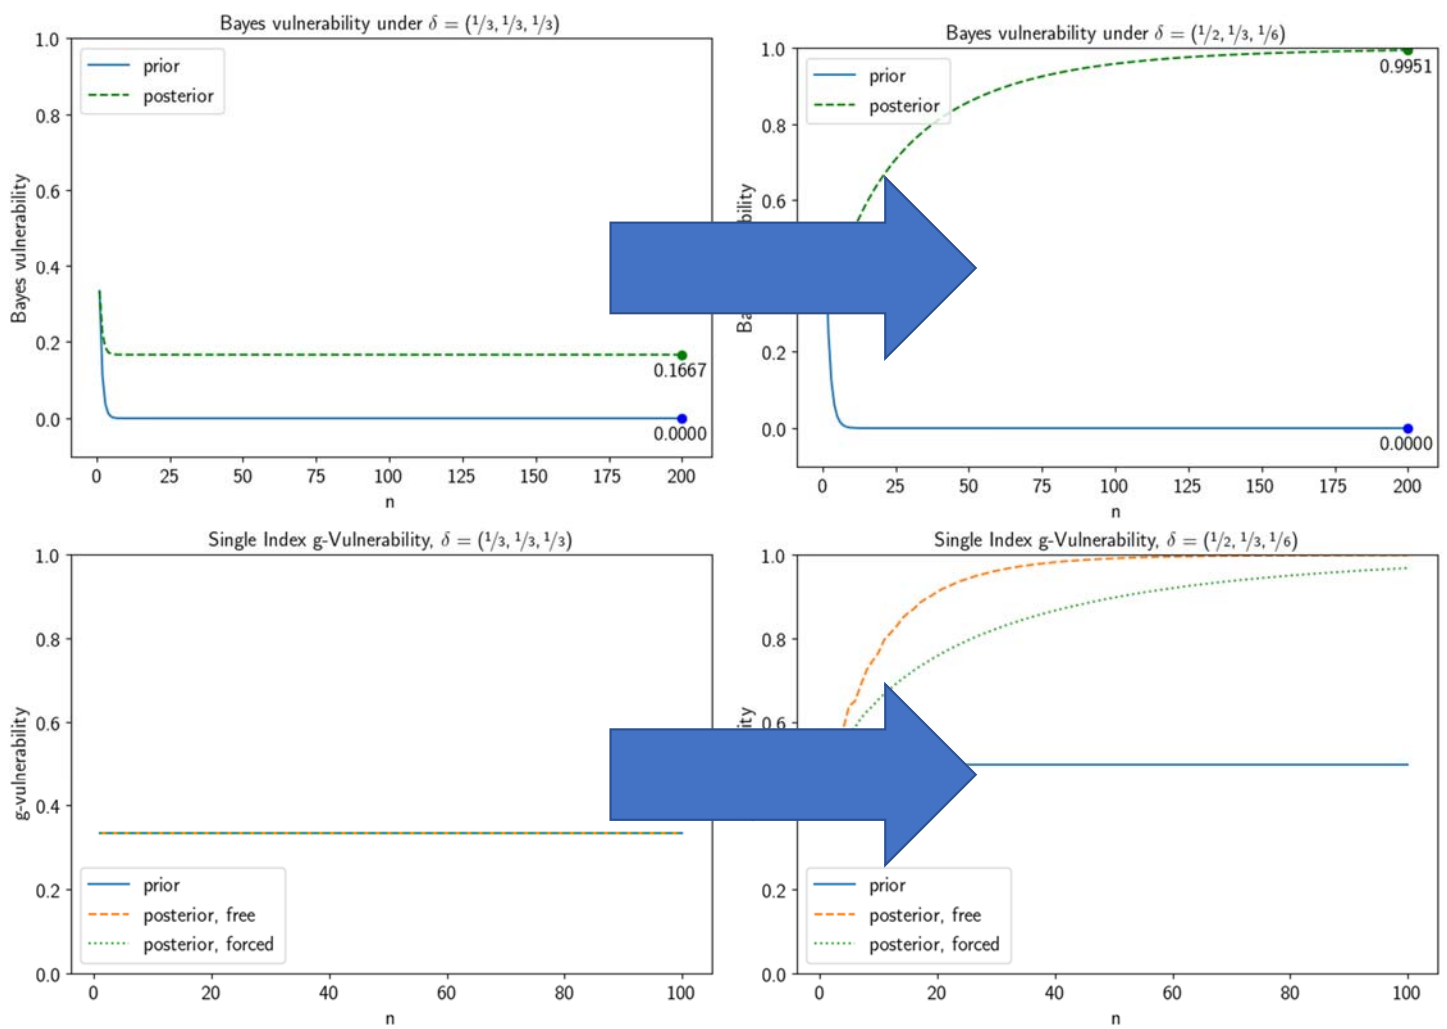 Bayes vulnerability under δ = (1/3, 1/3, 1/3)
1.0
0.8
0.6
0.4
0.2
0.0
Bayes vulnerability
prior
posterior
0.1667
0.0000
0 25 50 75 100 125 150 175 200
n
Bayes vulnerability under δ = (1/2, 1/3, 1/6)
1.0
0.8
0.6
0.2
0.0
prior
posterior
0.9951
0.0000
0 25 50 75 100 125 150 175 200
n
Single Index g-Vulnerability, δ = (1/3, 1/3, 1/3)
1.0
0.8
0.6
0.4
0.2
0.0
g-vulnerability
prior
posterior, free
posterior, forced
0 20 40 60 80 100
n
Single Index g-Vulnerability, δ = (1/2, 1/3, 1/6)
1.0
0.8
0.6
0.2
0.0
prior
posterior, free
posterior, forced
0 20 40 60 80 100
n